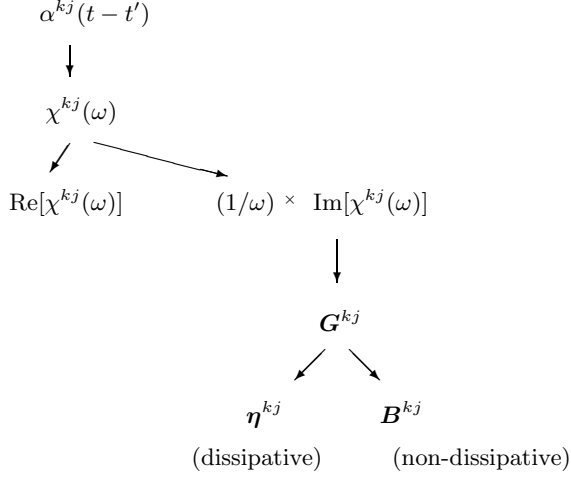 α^{kj}(t − t′)
χ^{kj}(ω)
Re[χ^{kj}(ω)] (1/ω) × Im[χ^{kj}(ω)]
G^{kj}
η^{kj} B^{kj}
(dissipative) (non-dissipative)